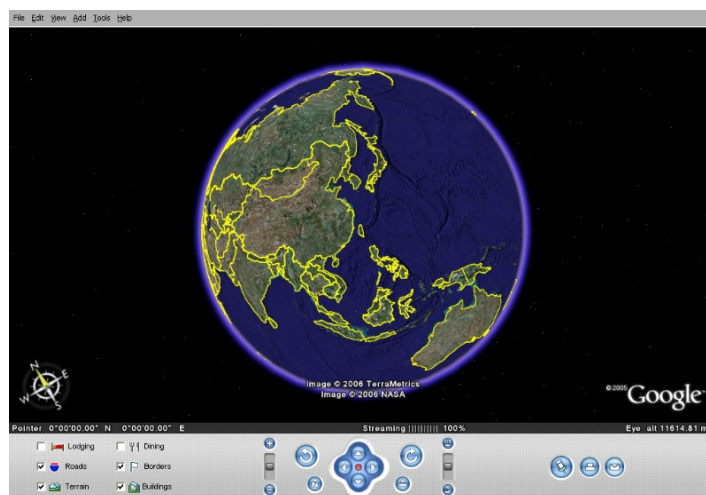 File Edit View Add Tools Help
N
E
W
S
Image © 2006 TerraMetrics
Image © 2006 NASA
©2005 Google
Pointer 0°00'00.00" N 0°00'00.00" E Streaming |||||||||| 100% Eye alt 11614.81 m
Lodging Dining
Roads Borders
Terrain Buildings
N